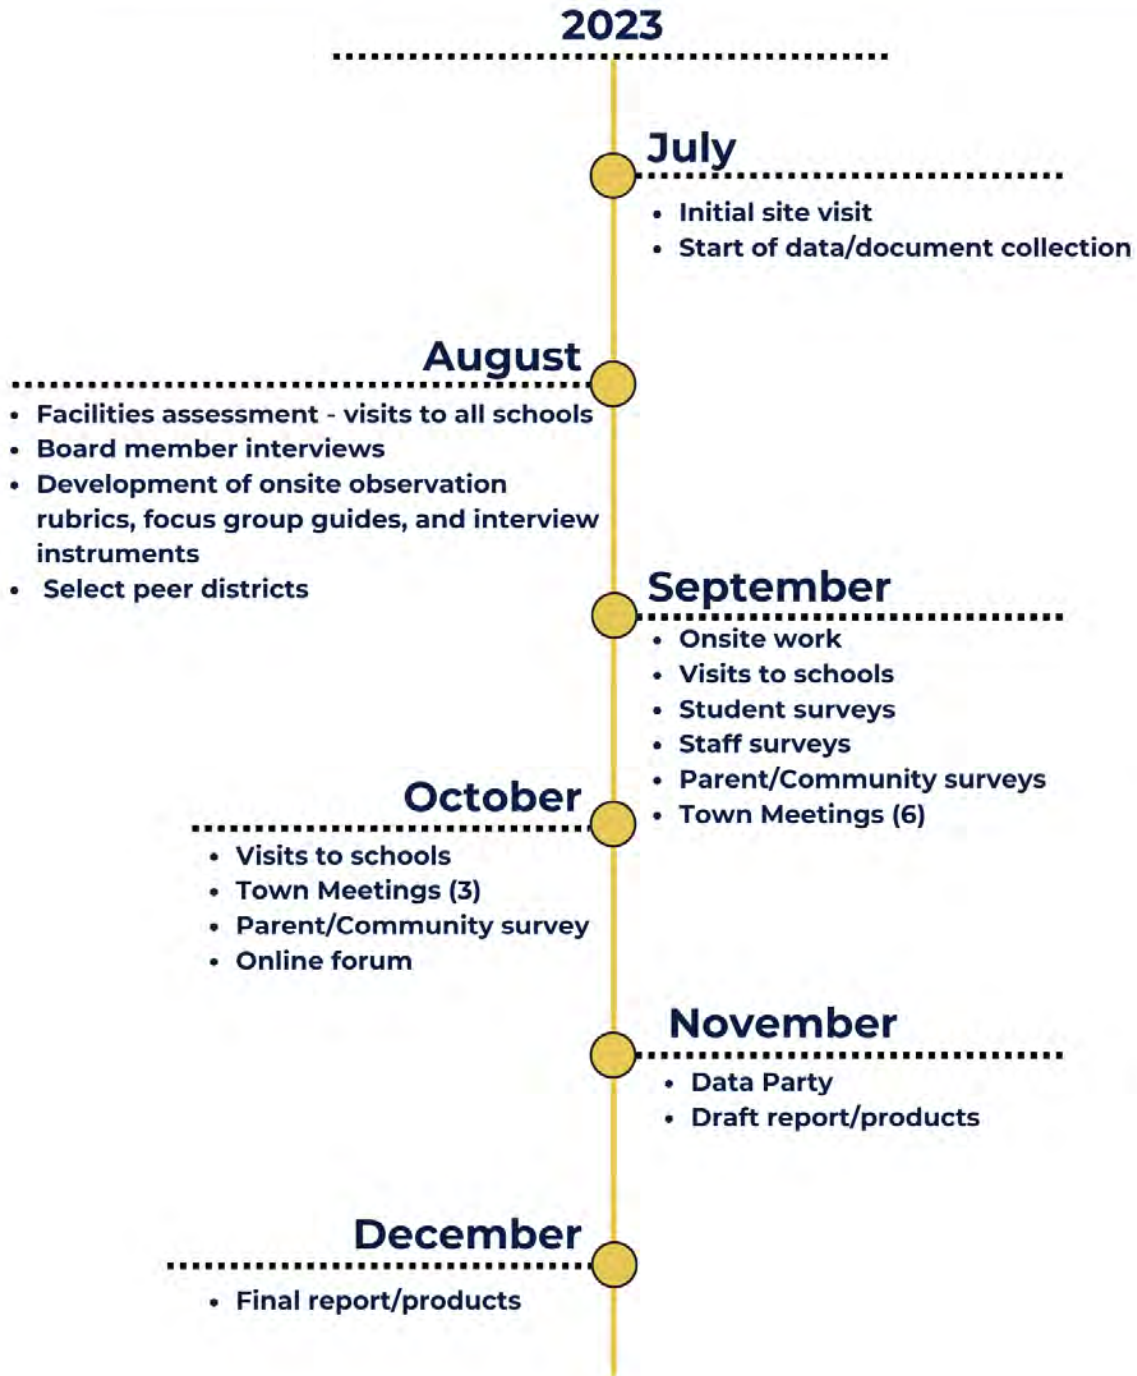 2023
July
• Initial site visit
• Start of data/document collection
August
• Facilities assessment - visits to all schools
• Board member interviews
• Development of onsite observation
rubrics, focus group guides, and interview
instruments
• Select peer districts
September
• Onsite work
• Visits to schools
• Student surveys
• Staff surveys
• Parent/Community surveys
• Town Meetings (6)
October
• Visits to schools
• Town Meetings (3)
• Parent/Community survey
• Online forum
November
• Data Party
• Draft report/products
December
• Final report/products